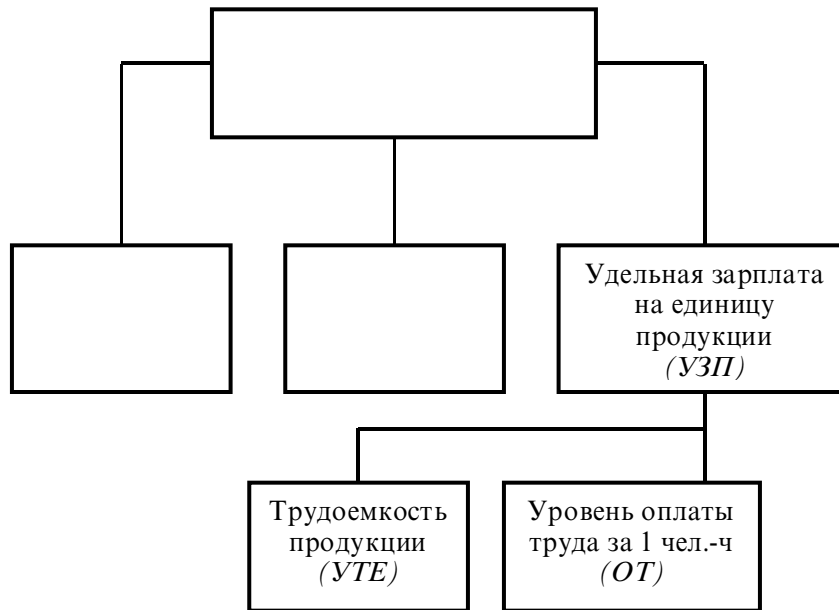 Удельная зарплата
на единицу
продукции
(УЗП)
Трудоемкость
продукции
(УТЕ)
Уровень оплаты
труда за 1 чел.-ч
(ОТ)